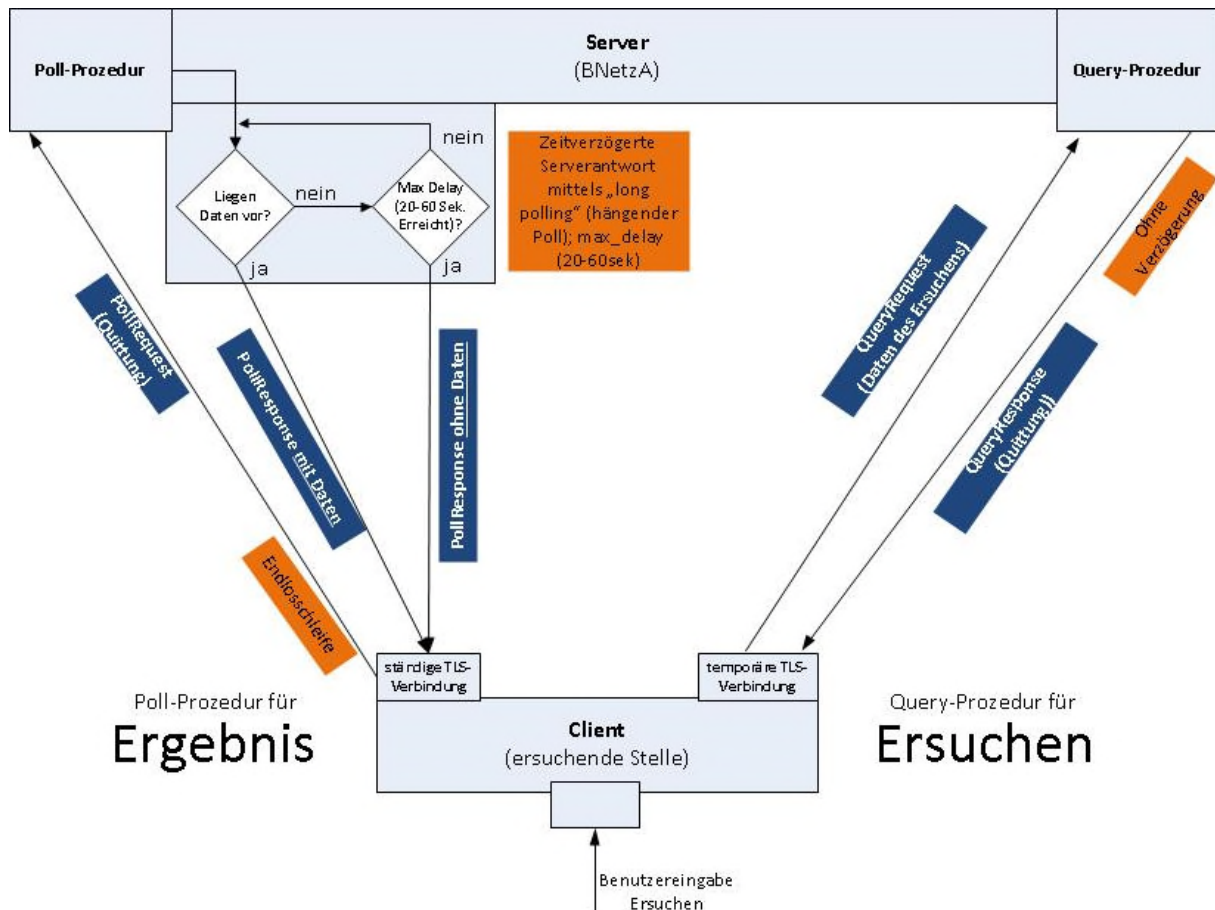 Poll-Prozedur
Server
(BNetzA)
Query-Prozedur
nein
Liegen
Daten vor?
nein
Max Delay
(20-60 Sek.
Erreicht)?
ja
ja
Zeitverzögerte
Serverantwort
mittels „long
polling“ (hängender
Poll); max_delay
(20-60sek)
Ohne
Verzögerung
PollRequest
(Quittung)
PollResponse mit Daten
PollResponse ohne Daten
QueryRequest
(Daten des Ersuchens)
QueryResponse
(Quittung))
Endlosschleife
ständige TLS-
Verbindung
temporäre TLS-
Verbindung
Poll-Prozedur für
Ergebnis
Client
(ersuchende Stelle)
Query-Prozedur für
Ersuchen
Benutzereingabe
Ersuchen